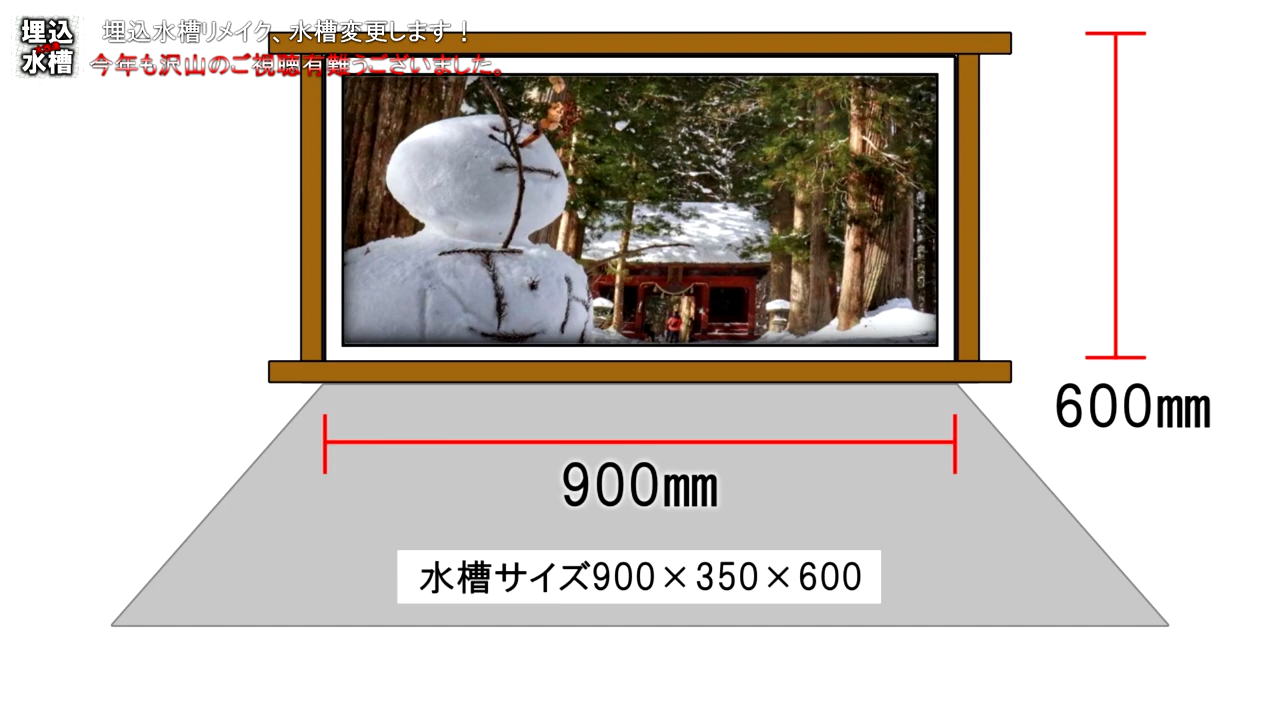 埋込
水槽
埋込水槽リメイク、水槽変更します！
今年も沢山のご視聴有難うございました。
600mm
900mm
水槽サイズ900×350×600